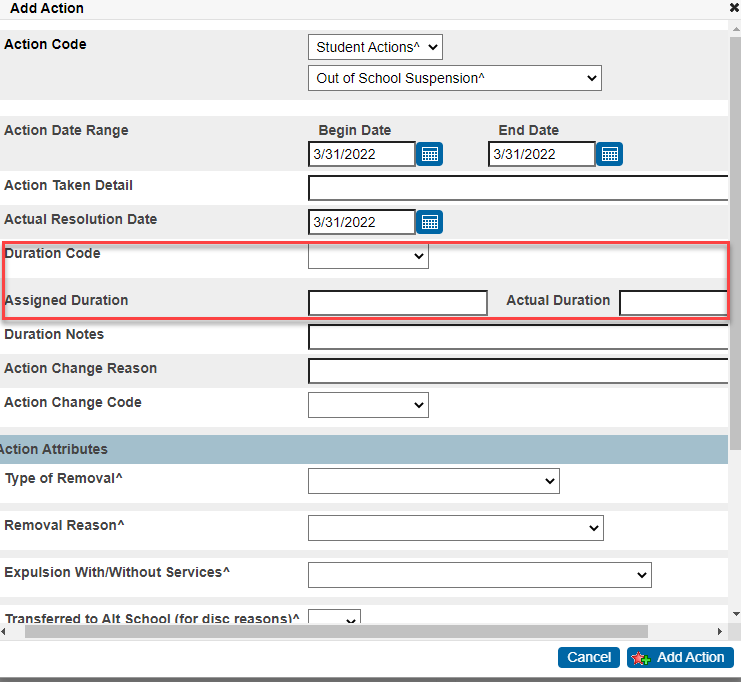 Add Action
Action Code
Student Actions^
Out of School Suspension^
Action Date Range Begin Date End Date
3/31/2022 3/31/2022
Action Taken Detail
Actual Resolution Date 3/31/2022
Duration Code
Assigned Duration Actual Duration
Duration Notes
Action Change Reason
Action Change Code
Action Attributes
Type of Removal^
Removal Reason^
Expulsion With/Without Services^
Transferred to Alt School (for disc reasons)^
Cancel Add Action